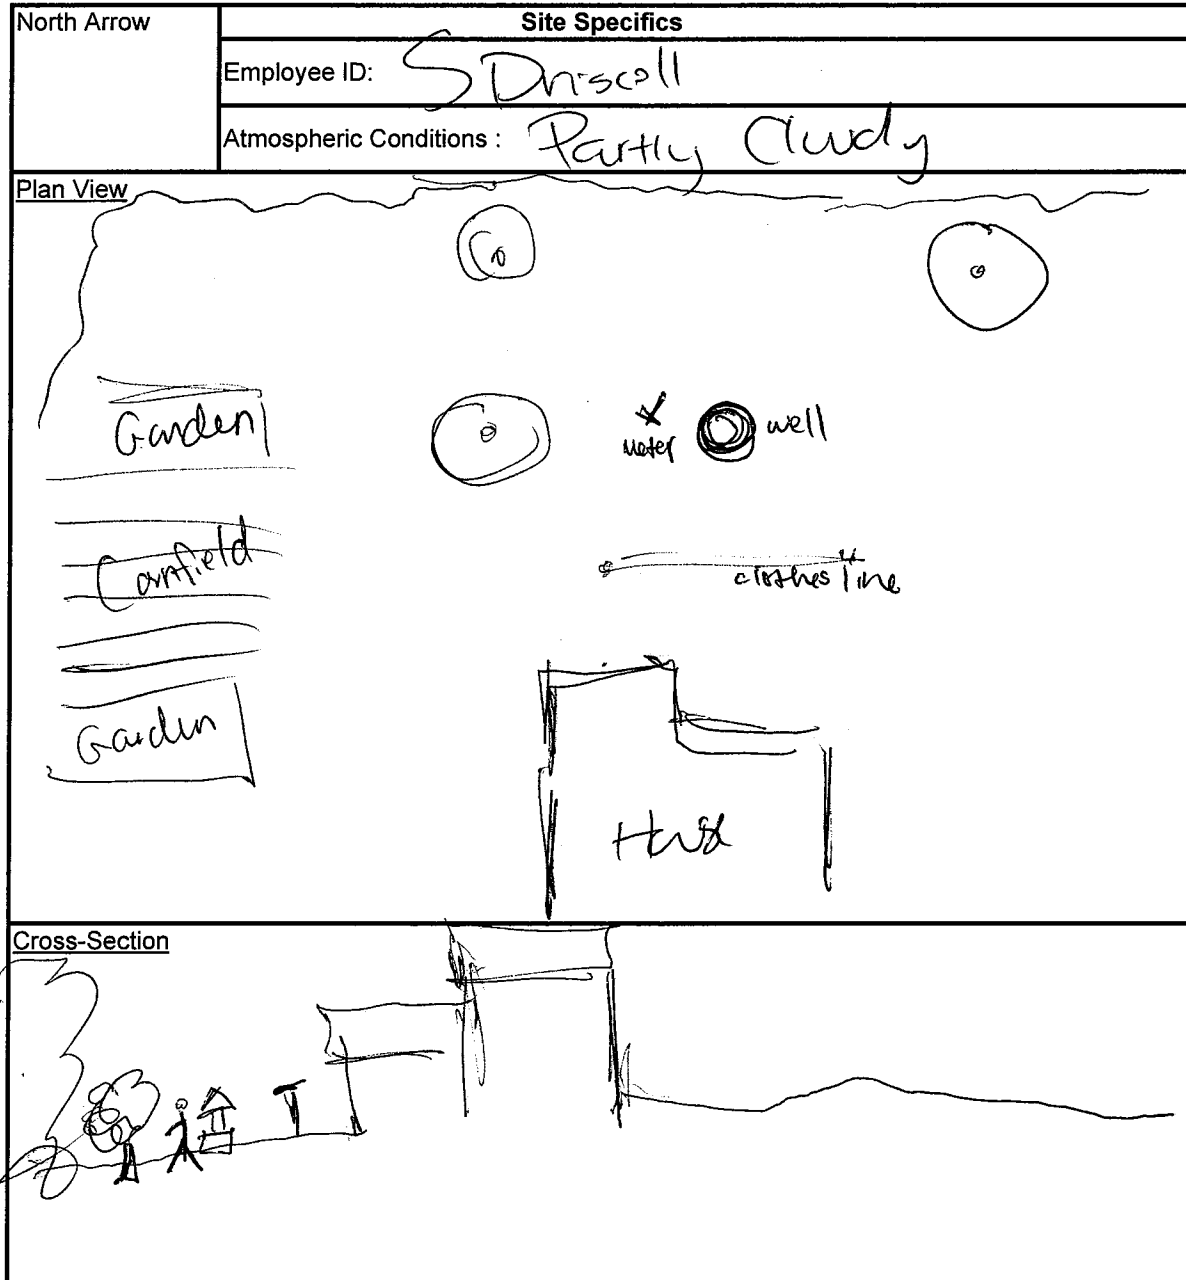 North Arrow
Site Specifics
Employee ID: S Driscoll
Atmospheric Conditions : Partly Cloudy
Plan View
Garden
meter
well
Cornfield
clothes line
Garden
House
Cross-Section